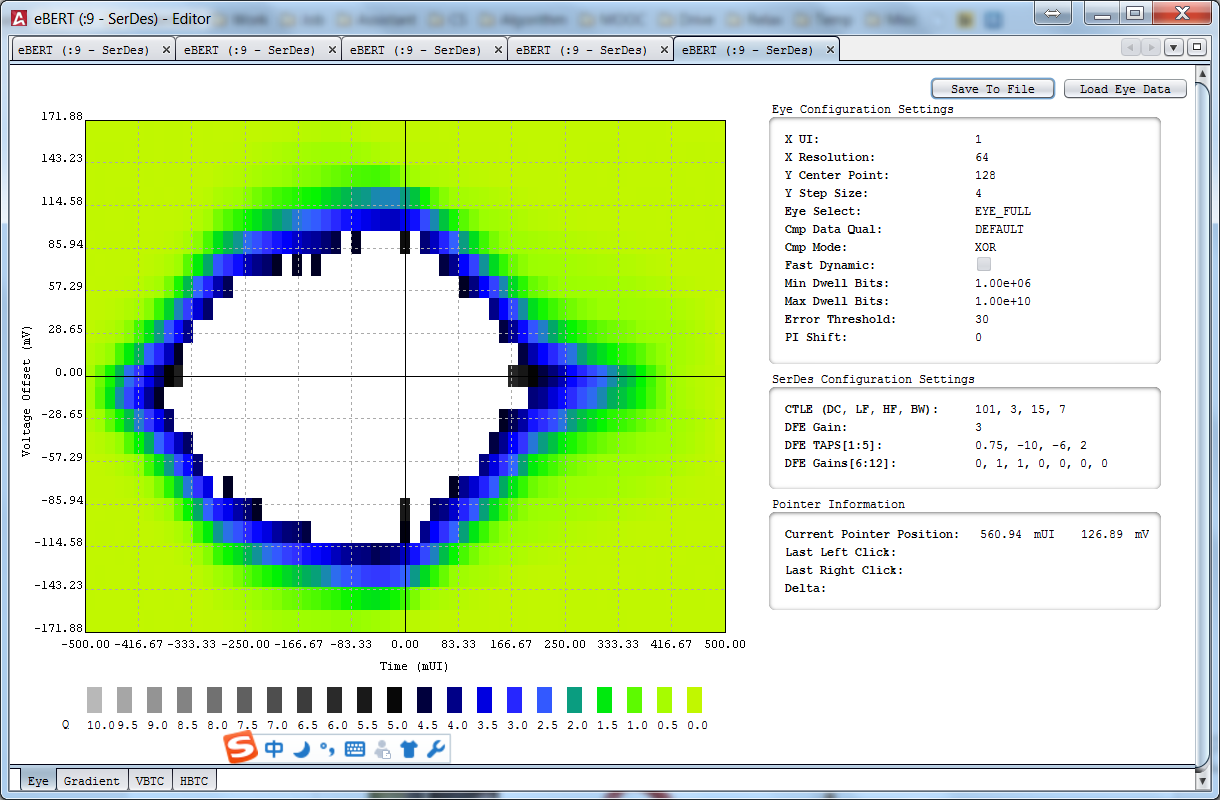 eBERT (:9 - SerDes) - Editor
eBERT (:9 - SerDes) eBERT (:9 - SerDes) eBERT (:9 - SerDes) eBERT (:9 - SerDes) eBERT (:9 - SerDes)
Save To File Load Eye Data
Eye Configuration Settings
X UI: 1
X Resolution: 64
Y Center Point: 128
Y Step Size: 4
Eye Select: EYE_FULL
Cmp Data Qual: DEFAULT
Cmp Mode: XOR
Fast Dynamic:
Min Dwell Bits: 1.00e+06
Max Dwell Bits: 1.00e+10
Error Threshold: 30
PI Shift: 0
SerDes Configuration Settings
CTLE (DC, LF, HF, BW): 101, 3, 15, 7
DFE Gain: 3
DFE TAPS[1:5]: 0.75, -10, -6, 2
DFE Gains[6:12]: 0, 1, 1, 0, 0, 0, 0
Pointer Information
Current Pointer Position: 560.94 mUI 126.89 mV
Last Left Click:
Last Right Click:
Delta:
171.88
143.23
114.58
85.94
57.29
28.65
0.00
-28.65
-57.29
-85.94
-114.58
-143.23
-171.88
Voltage Offset (mV)
-500.00 -416.67 -333.33 -250.00 -166.67 -83.33 0.00 83.33 166.67 250.00 333.33 416.67 500.00
Time (mUI)
Q 10.0 9.5 9.0 8.5 8.0 7.5 7.0 6.5 6.0 5.5 5.0 4.5 4.0 3.5 3.0 2.5 2.0 1.5 1.0 0.5 0.0
中
Eye Gradient VBTC HBTC